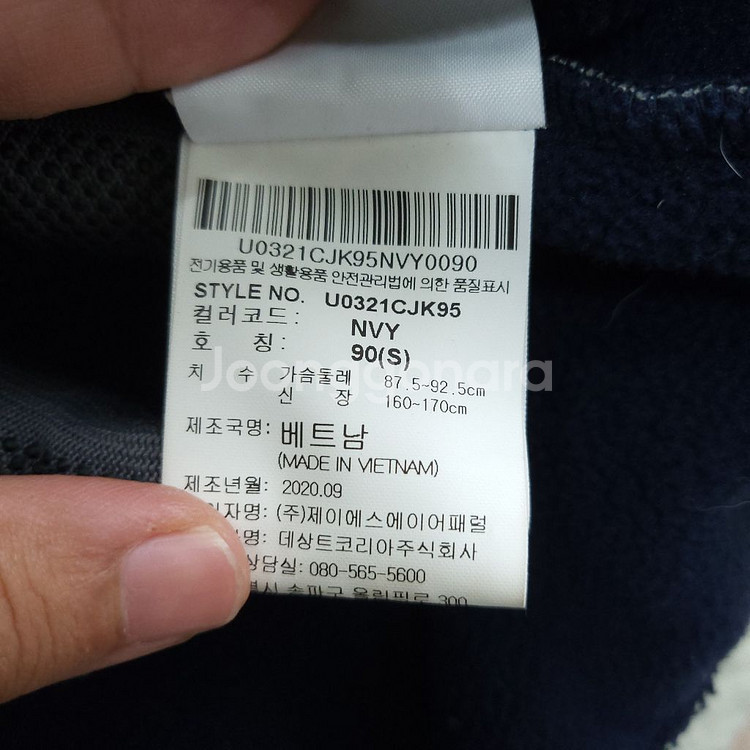 U0321CJK95NVY0090
전기용품 및 생활용품 안전관리법에 의한 품질표시
STYLE NO. U0321CJK95
컬러코드: NVY
호 칭: 90(S)
치 수 가슴둘레 87.5~92.5cm
신 장 160~170cm
Joonggonara
제조국명: 베트남
(MADE IN VIETNAM)
제조년월: 2020.09
자명: (주)제이에스에이어패럴
명: 데상트코리아주식회사
상담실: 080-565-5600
송파구 올림픽로 300